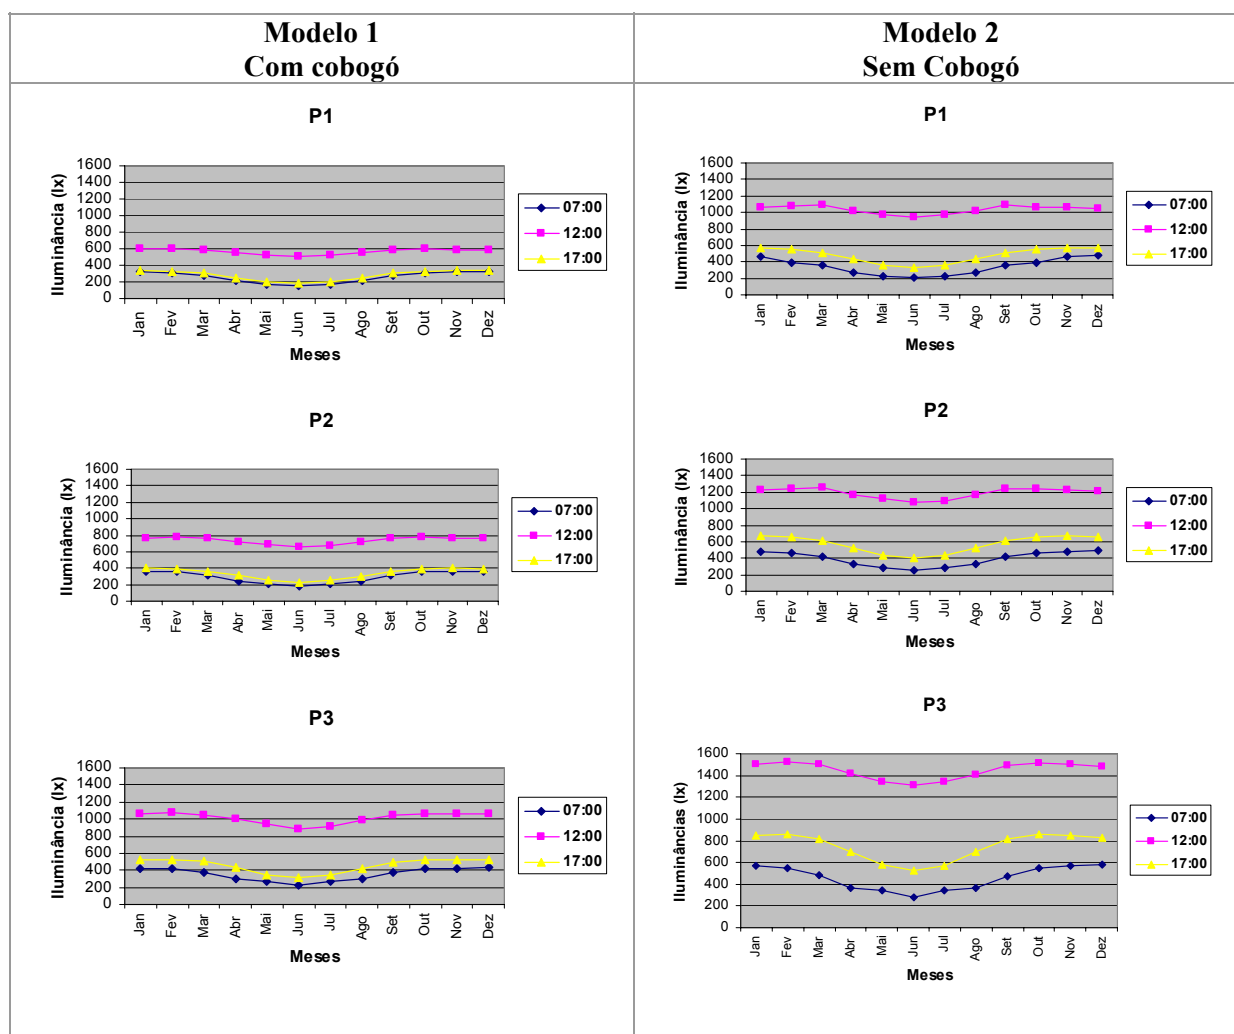 Modelo 1
Com cobogó
Modelo 2
Sem Cobogó
P1
Iluminância (lx)
1600
1400
1200
1000
800
600
400
200
0
Jan Fev Mar Abr Mai Jun Jul Ago Set Out Nov Dez
Meses
07:00
12:00
17:00
P1
Iluminância (lx)
1600
1400
1200
1000
800
600
400
200
0
Jan Fev Mar Abr Mai Jun Jul Ago Set Out Nov Dez
Meses
07:00
12:00
17:00
P2
Iluminância (lx)
1600
1400
1200
1000
800
600
400
200
0
Jan Fev Mar Abr Mai Jun Jul Ago Set Out Nov Dez
Meses
07:00
12:00
17:00
P2
Iluminância (lx)
1600
1400
1200
1000
800
600
400
200
0
Jan Fev Mar Abr Mai Jun Jul Ago Set Out Nov Dez
Meses
07:00
12:00
17:00
P3
Iluminância (lx)
1600
1400
1200
1000
800
600
400
200
0
Jan Fev Mar Abr Mai Jun Jul Ago Set Out Nov Dez
Meses
07:00
12:00
17:00
P3
Iluminâncias (lx)
1600
1400
1200
1000
800
600
400
200
0
Jan Fev Mar Abr Mai Jun Jul Ago Set Out Nov Dez
Meses
07:00
12:00
17:00